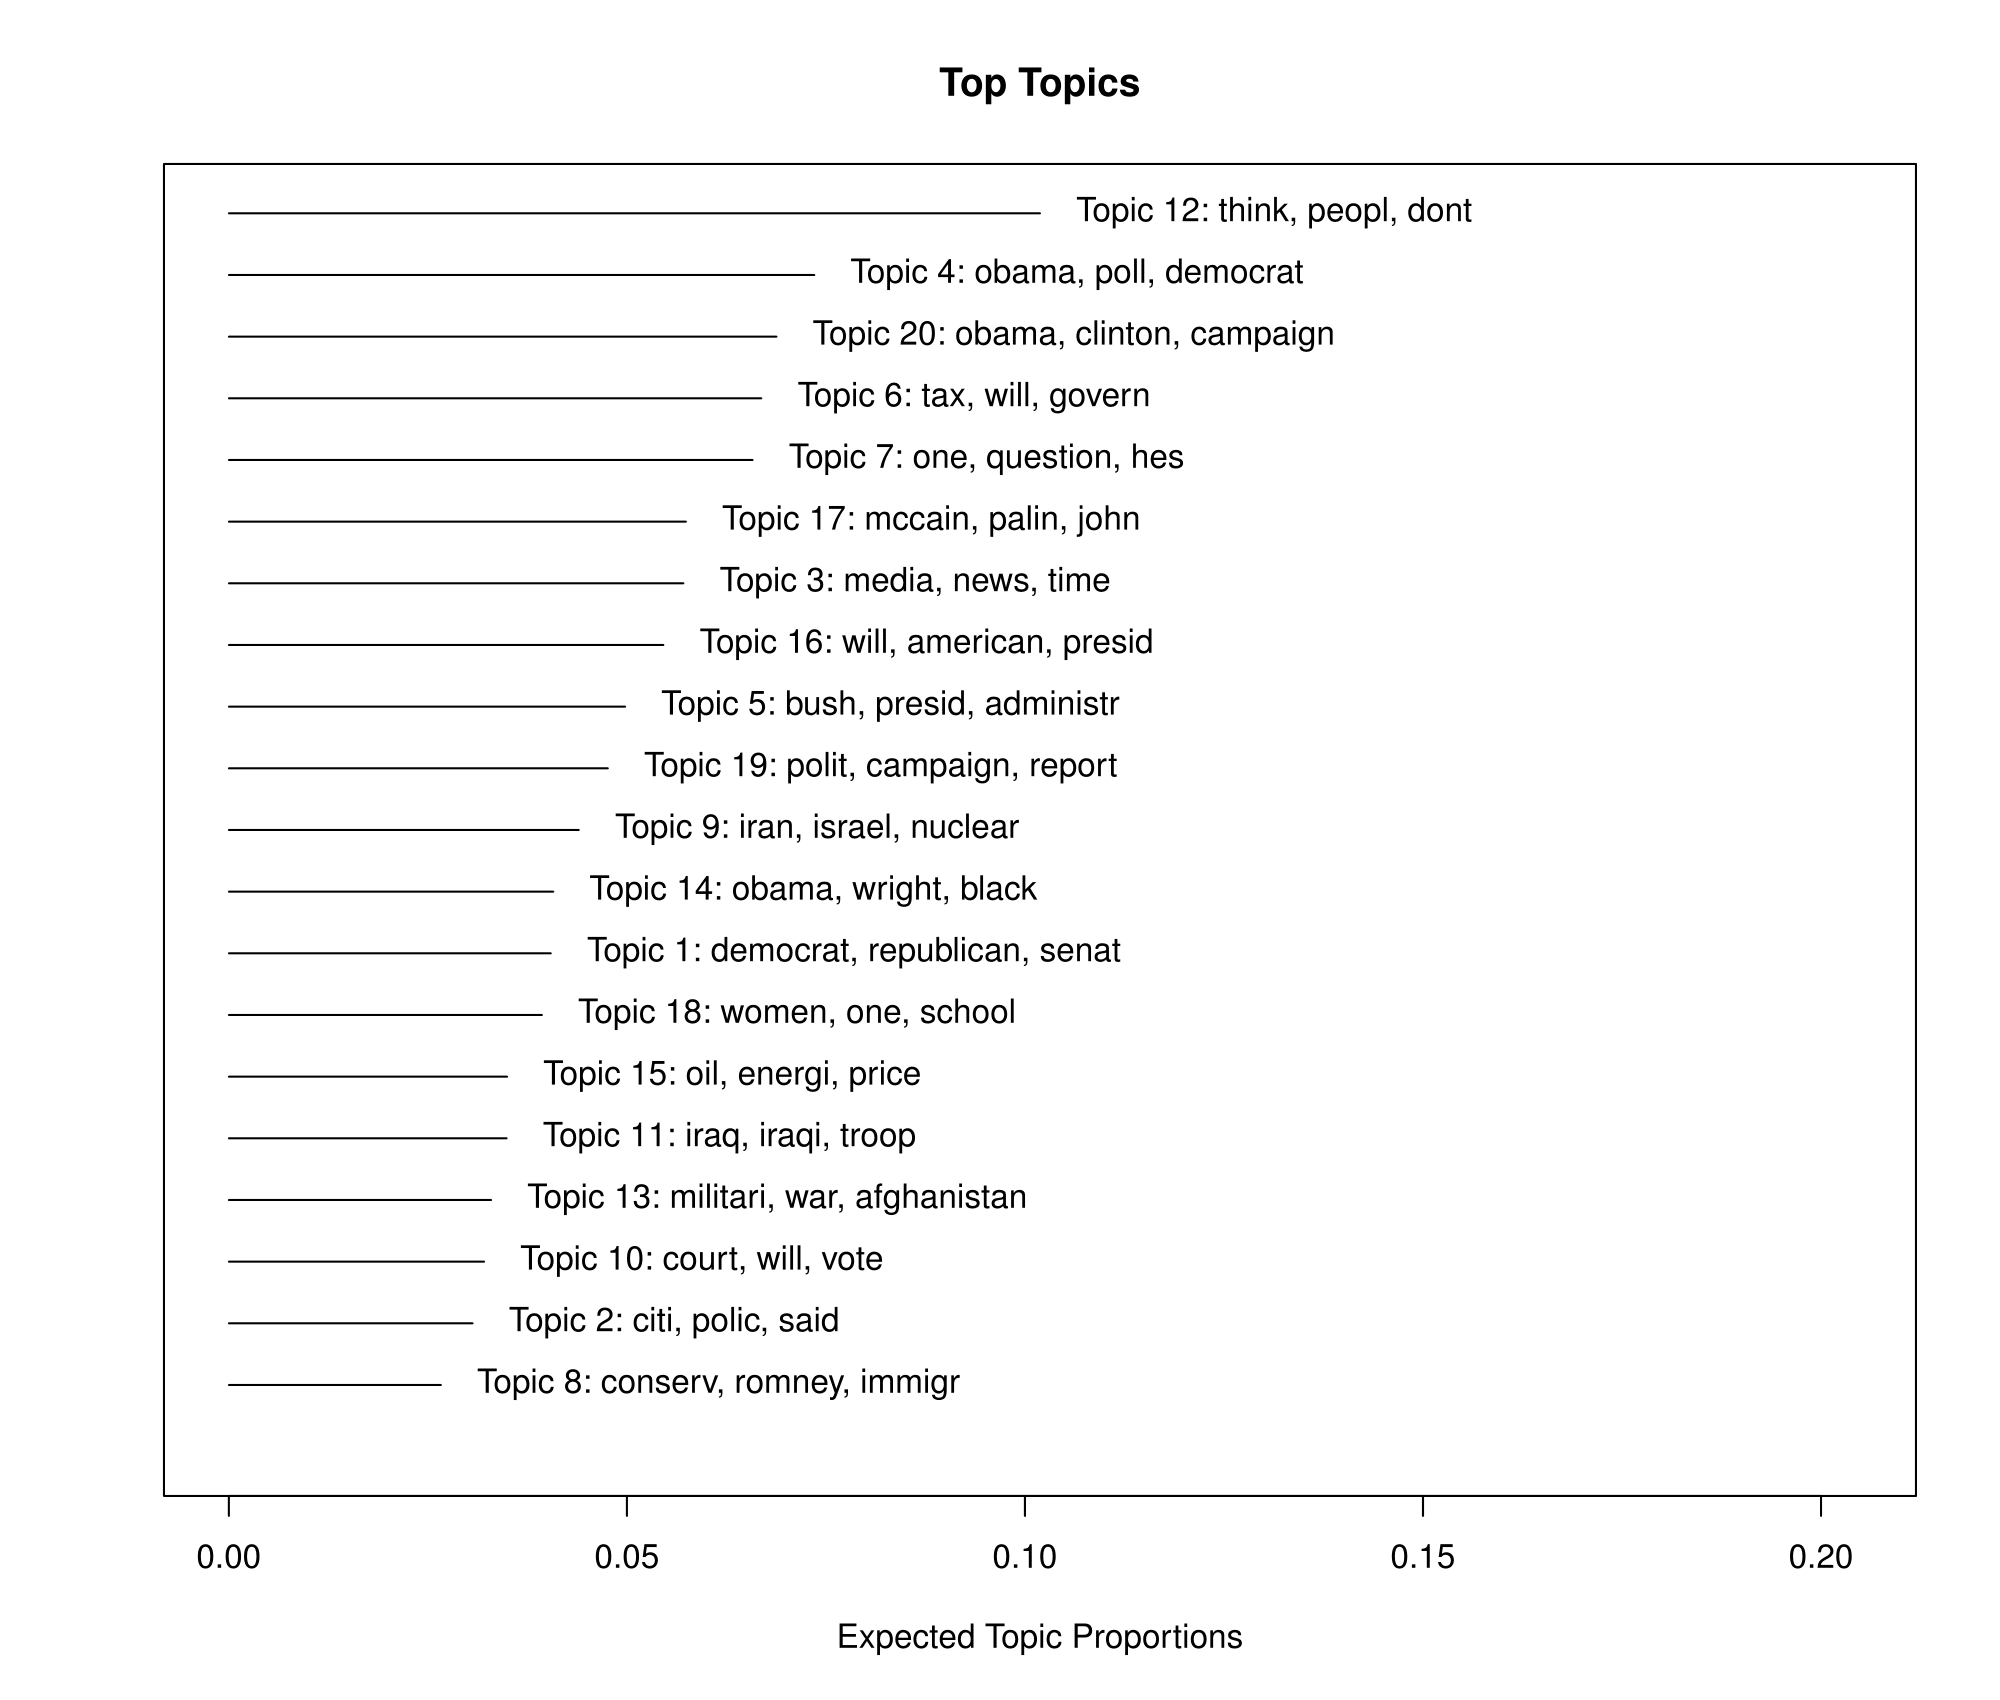 Top Topics
Topic 12: think, peopl, dont
Topic 4: obama, poll, democrat
Topic 20: obama, clinton, campaign
Topic 6: tax, will, govern
Topic 7: one, question, hes
Topic 17: mccain, palin, john
Topic 3: media, news, time
Topic 16: will, american, presid
Topic 5: bush, presid, administr
Topic 19: polit, campaign, report
Topic 9: iran, israel, nuclear
Topic 14: obama, wright, black
Topic 1: democrat, republican, senat
Topic 18: women, one, school
Topic 15: oil, energi, price
Topic 11: iraq, iraqi, troop
Topic 13: militari, war, afghanistan
Topic 10: court, will, vote
Topic 2: citi, polic, said
Topic 8: conserv, romney, immigr
0.00 0.05 0.10 0.15 0.20
Expected Topic Proportions